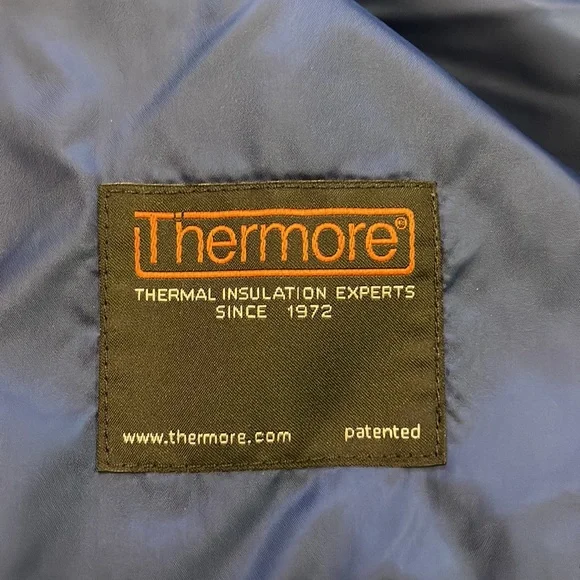 Thermore®
THERMAL INSULATION EXPERTS
SINCE 1972
www.thermore.com patented